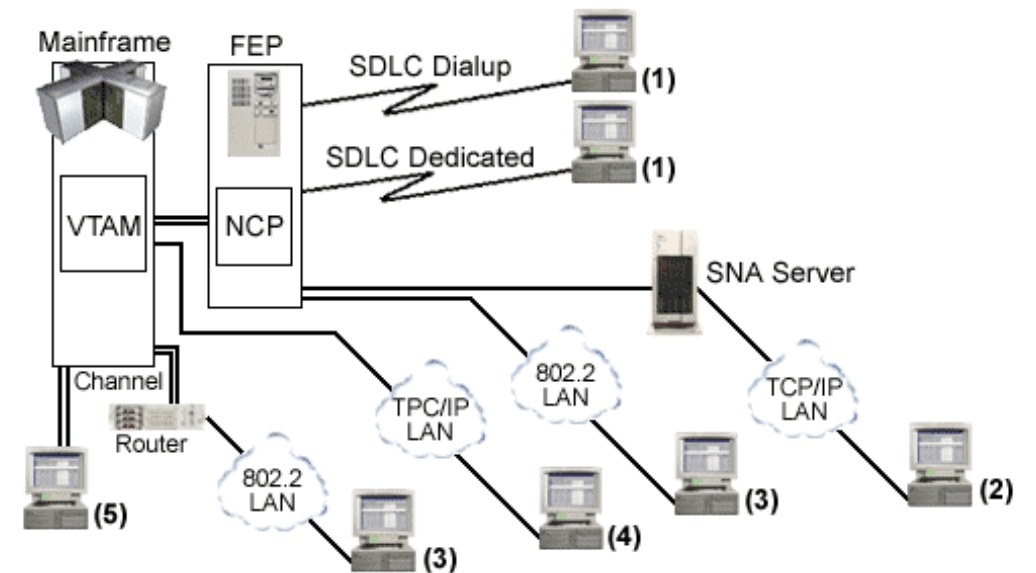 Mainframe
FEP
SDLC Dialup
(1)
SDLC Dedicated
(1)
VTAM
NCP
SNA Server
Channel
Router
802.2
LAN
TPC/IP
LAN
802.2
LAN
TCP/IP
LAN
(5)
(3)
(4)
(3)
(2)